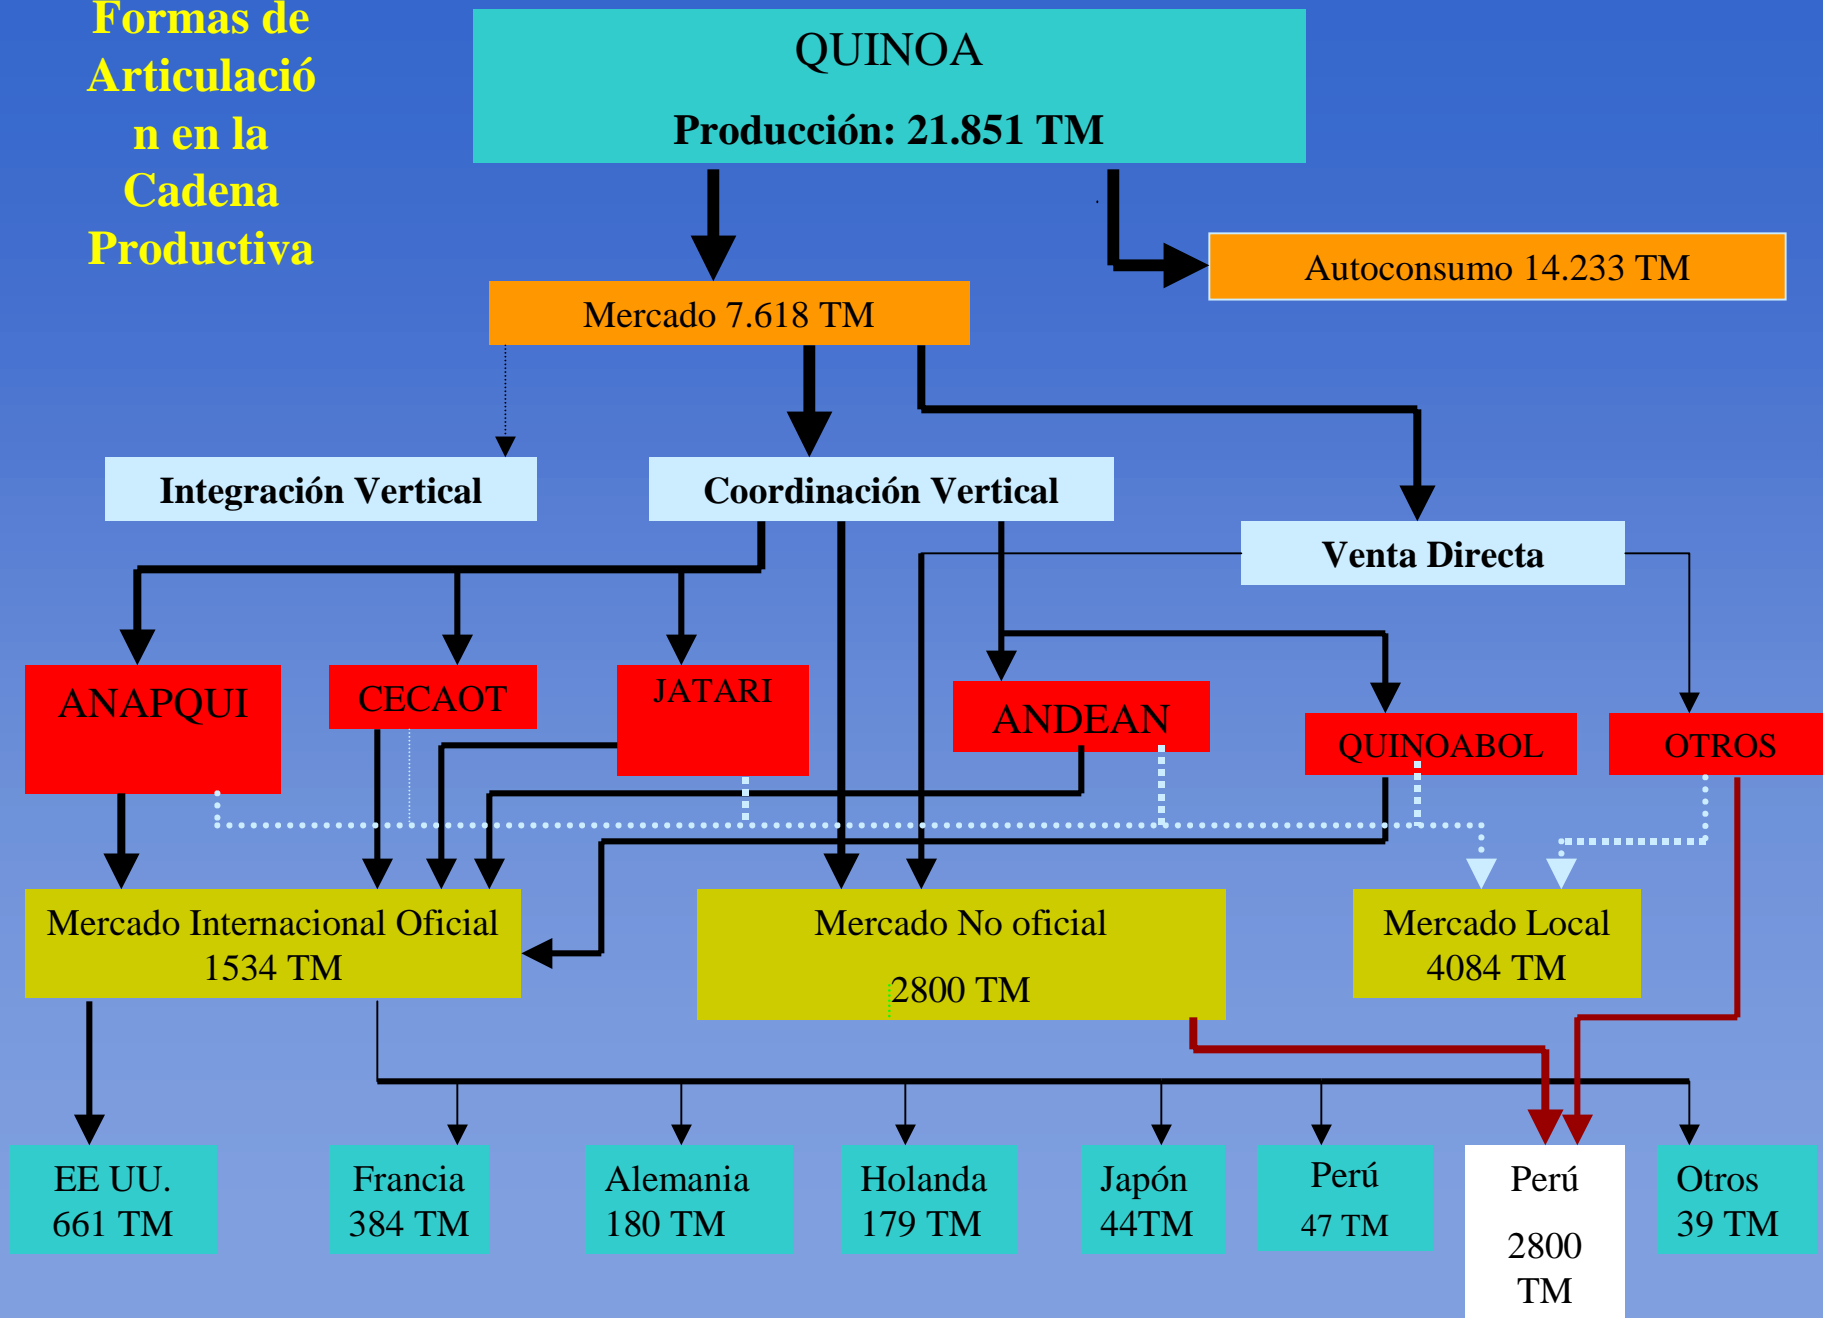 Formas de
Articulació
n en la
Cadena
Productiva
QUINOA
Producción: 21.851 TM
Autoconsumo 14.233 TM
Mercado 7.618 TM
Integración Vertical
Coordinación Vertical
Venta Directa
ANAPQUI
CECAOT
JATARI
ANDEAN
QUINOABOL
OTROS
Mercado Internacional Oficial
1534 TM
Mercado No oficial
2800 TM
Mercado Local
4084 TM
EE UU.
661 TM
Francia
384 TM
Alemania
180 TM
Holanda
179 TM
Japón
44TM
Perú
47 TM
Perú
2800
TM
Otros
39 TM